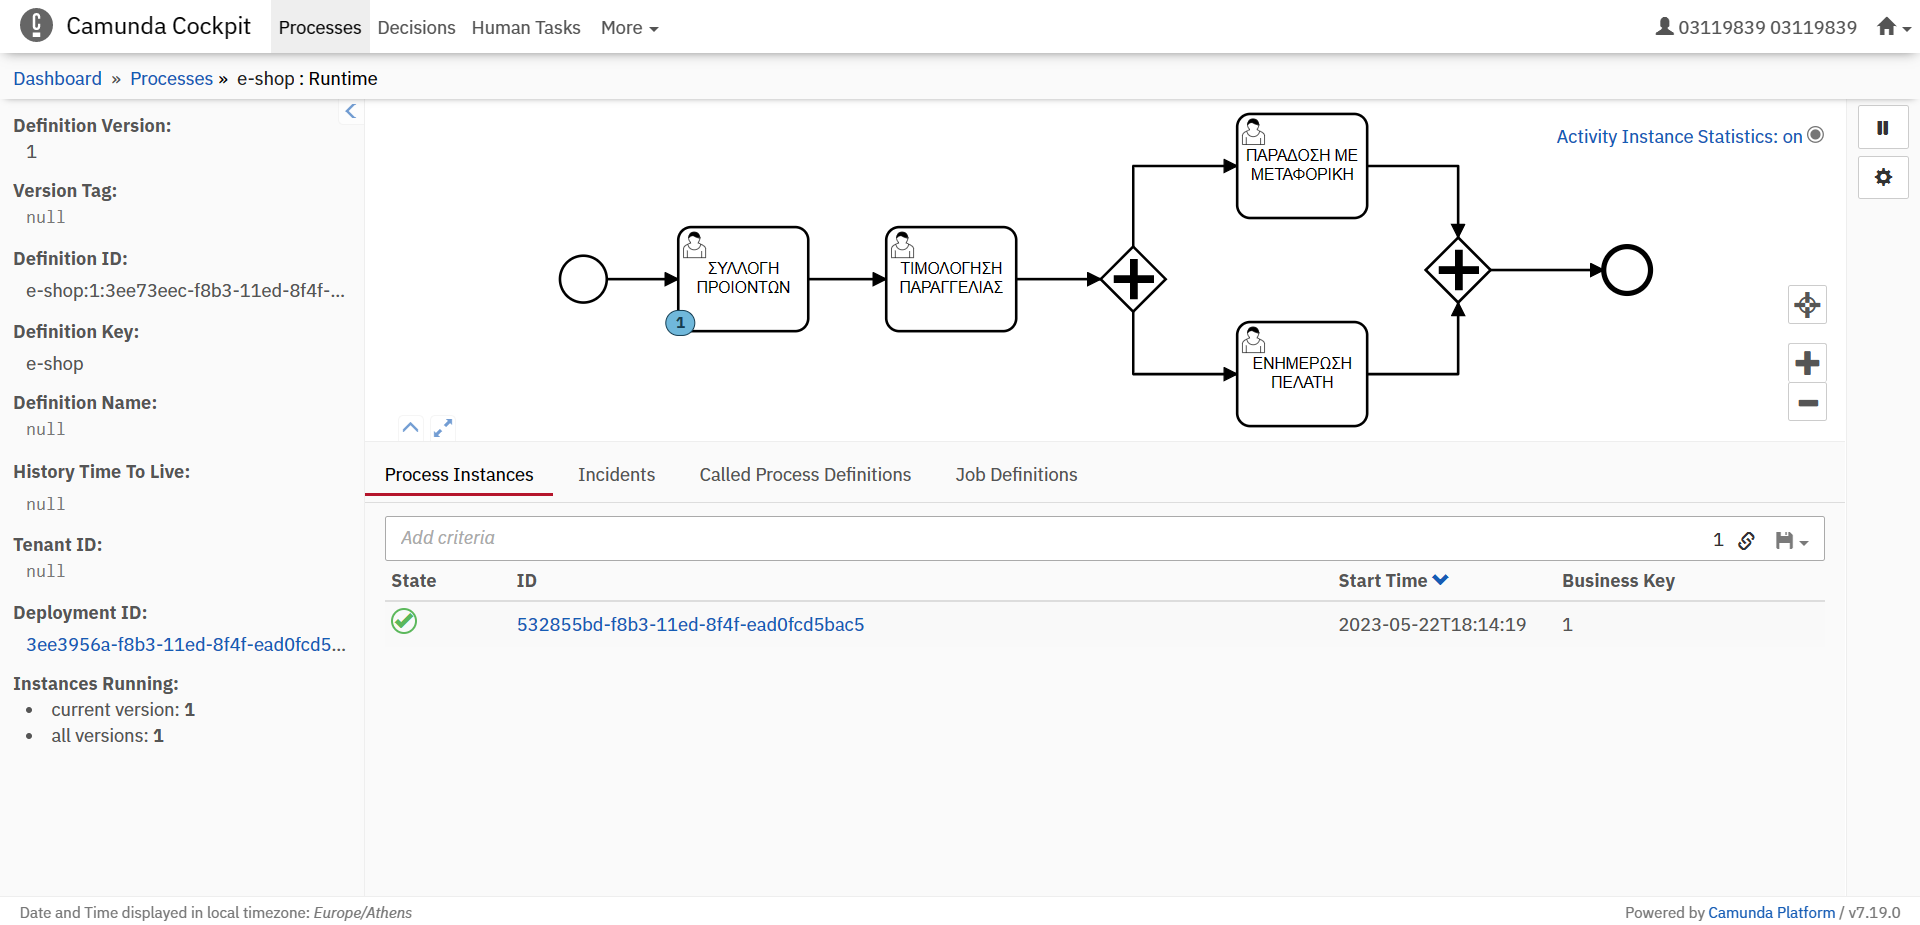 Camunda Cockpit Processes Decisions Human Tasks More 03119839 03119839
Dashboard » Processes » e-shop : Runtime
Definition Version:
1
Version Tag:
null
Definition ID:
e-shop:1:3ee73eec-f8b3-11ed-8f4f-...
Definition Key:
e-shop
Definition Name:
null
History Time To Live:
null
Tenant ID:
null
Deployment ID:
3ee3956a-f8b3-11ed-8f4f-ead0fcd5...
Instances Running:
• current version: 1
• all versions: 1
Activity Instance Statistics: on
ΣΥΛΛΟΓΗ
ΠΡΟΙΟΝΤΩΝ
1
ΤΙΜΟΛΟΓΗΣΗ
ΠΑΡΑΓΓΕΛΙΑΣ
ΠΑΡΑΔΟΣΗ ΜΕ
ΜΕΤΑΦΟΡΙΚΗ
ΕΝΗΜΕΡΩΣΗ
ΠΕΛΑΤΗ
Process Instances Incidents Called Process Definitions Job Definitions
Add criteria 1
State ID Start Time Business Key
532855bd-f8b3-11ed-8f4f-ead0fcd5bac5 2023-05-22T18:14:19 1
Date and Time displayed in local timezone: Europe/Athens
Powered by Camunda Platform / v7.19.0